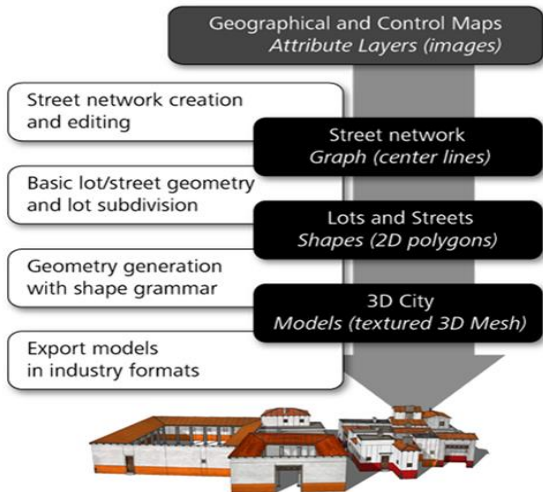 Geographical and Control Maps
Attribute Layers (images)
Street network creation
and editing
Street network
Graph (center lines)
Basic lot/street geometry
and lot subdivision
Lots and Streets
Shapes (2D polygons)
Geometry generation
with shape grammar
3D City
Models (textured 3D Mesh)
Export models
in industry formats